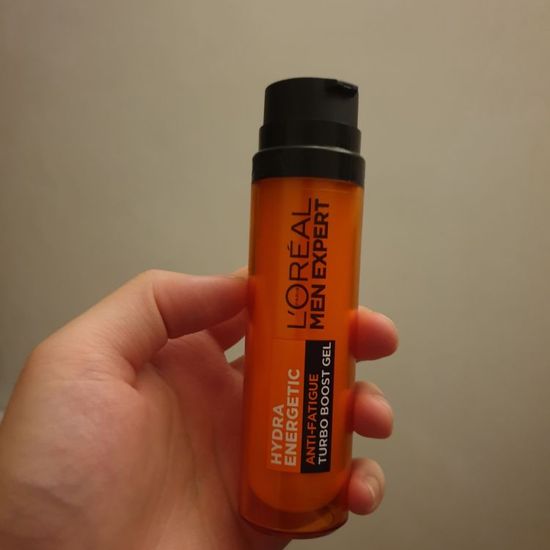 L'ORÉAL
MEN EXPERT
HYDRA
ENERGETIC
ANTI-FATIGUE
TURBO BOOST GEL